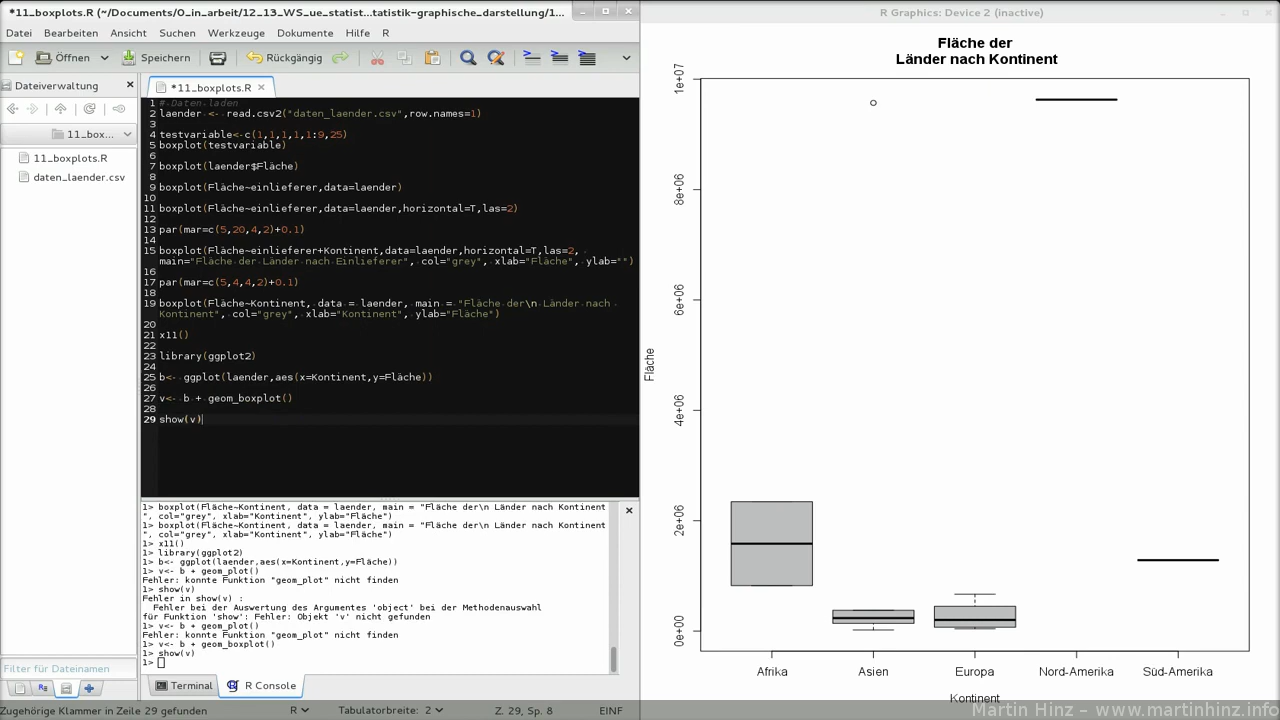 *11_boxplots.R (~/Documents/0_in_arbeit/12_13_WS_ue_statist...tatistik-graphische_darstellung/1...
Datei Bearbeiten Ansicht Suchen Werkzeuge Dokumente Hilfe R
Öffnen Speichern Rückgängig
Dateiverwaltung
11_box...
11_boxplots.R
daten_laender.csv
Filter für Dateinamen
*11_boxplots.R
1 # Daten laden
2 laender <- read.csv2("daten_laender.csv",row.names=1)
3
4 testvariable<-c(1,1,1,1,1:9,25)
5 boxplot(testvariable)
6
7 boxplot(laender$Fläche)
8
9 boxplot(Fläche~einlieferer,data=laender)
10
11 boxplot(Fläche~einlieferer,data=laender,horizontal=T,las=2)
12
13 par(mar=c(5,20,4,2)+0.1)
14
15 boxplot(Fläche~einlieferer+Kontinent,data=laender,horizontal=T,las=2,
main="Fläche der Länder nach Einlieferer", col="grey", xlab="Fläche", ylab="")
16
17 par(mar=c(5,4,4,2)+0.1)
18
19 boxplot(Fläche~Kontinent, data = laender, main = "Fläche der\n Länder nach
Kontinent", col="grey", xlab="Kontinent", ylab="Fläche")
20
21 x11()
22
23 library(ggplot2)
24
25 b<- ggplot(laender,aes(x=Kontinent,y=Fläche))
26
27 v<- b + geom_boxplot()
28
29 show(v)
1> boxplot(Fläche~Kontinent, data = laender, main = "Fläche der\n Länder nach Kontinent
", col="grey", xlab="Kontinent", ylab="Fläche")
1> boxplot(Fläche~Kontinent, data = laender, main = "Fläche der\n Länder nach Kontinent
", col="grey", xlab="Kontinent", ylab="Fläche")
1> x11()
1> library(ggplot2)
1> b<- ggplot(laender,aes(x=Kontinent,y=Fläche))
1> v<- b + geom_plot()
Fehler: konnte Funktion "geom_plot" nicht finden
1> show(v)
Fehler in show(v) :
Fehler bei der Auswertung des Argumentes 'object' bei der Methodenauswahl
für Funktion 'show': Fehler: Objekt 'v' nicht gefunden
1> v<- b + geom_plot()
Fehler: konnte Funktion "geom_plot" nicht finden
1> v<- b + geom_boxplot()
1> show(v)
1>
Terminal R Console
Zugehörige Klammer in Zeile 29 gefunden R Tabulatorbreite: 2 Z. 29, Sp. 8 EINF
R Graphics: Device 2 (inactive)
Fläche der
Länder nach Kontinent
Fläche
1e+07
8e+06
6e+06
4e+06
2e+06
0e+00
Afrika Asien Europa Nord-Amerika Süd-Amerika
Kontinent
Martin Hinz - www.martinhinz.info